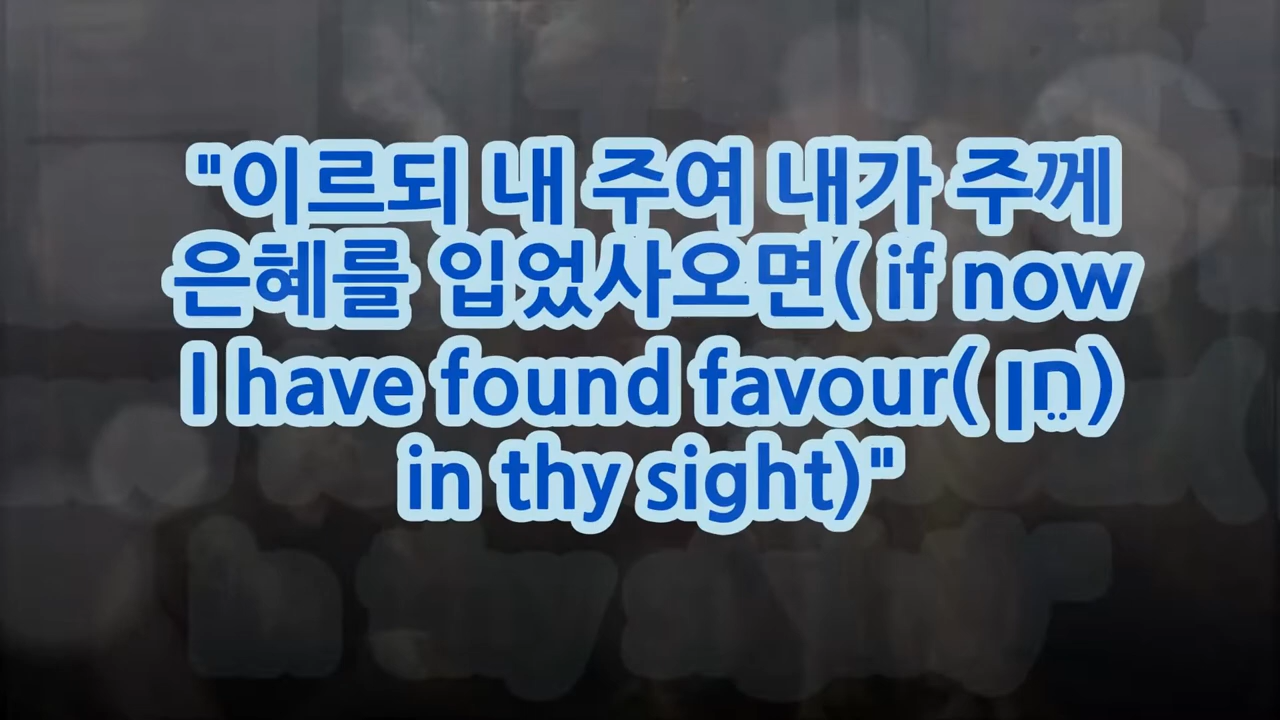 "이르되 내 주여 내가 주께
은혜를 입었사오면( if now
I have found favour( חֵן)
in thy sight)"